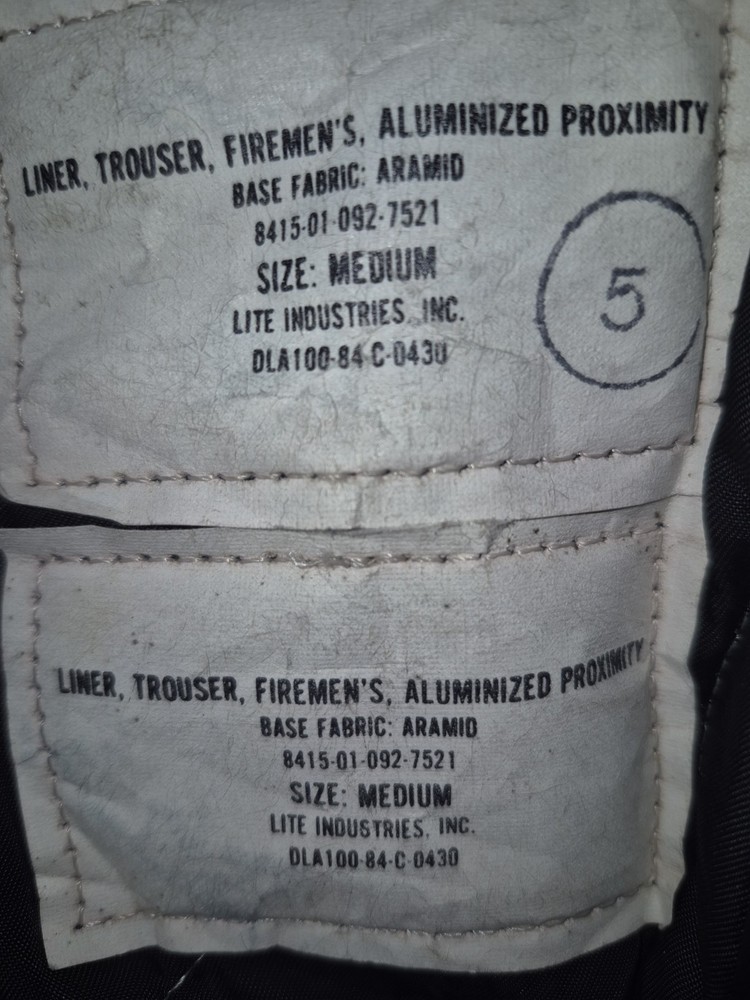 LINER, TROUSER, FIREMEN'S, ALUMINIZED PROXIMITY
BASE FABRIC: ARAMID
8415-01-092-7521
SIZE: MEDIUM
LITE INDUSTRIES, INC.
DLA100-84-C-0430
5
LINER, TROUSER, FIREMEN'S, ALUMINIZED PROXIMITY
BASE FABRIC: ARAMID
8415-01-092-7521
SIZE: MEDIUM
LITE INDUSTRIES, INC.
DLA100-84-C-0430